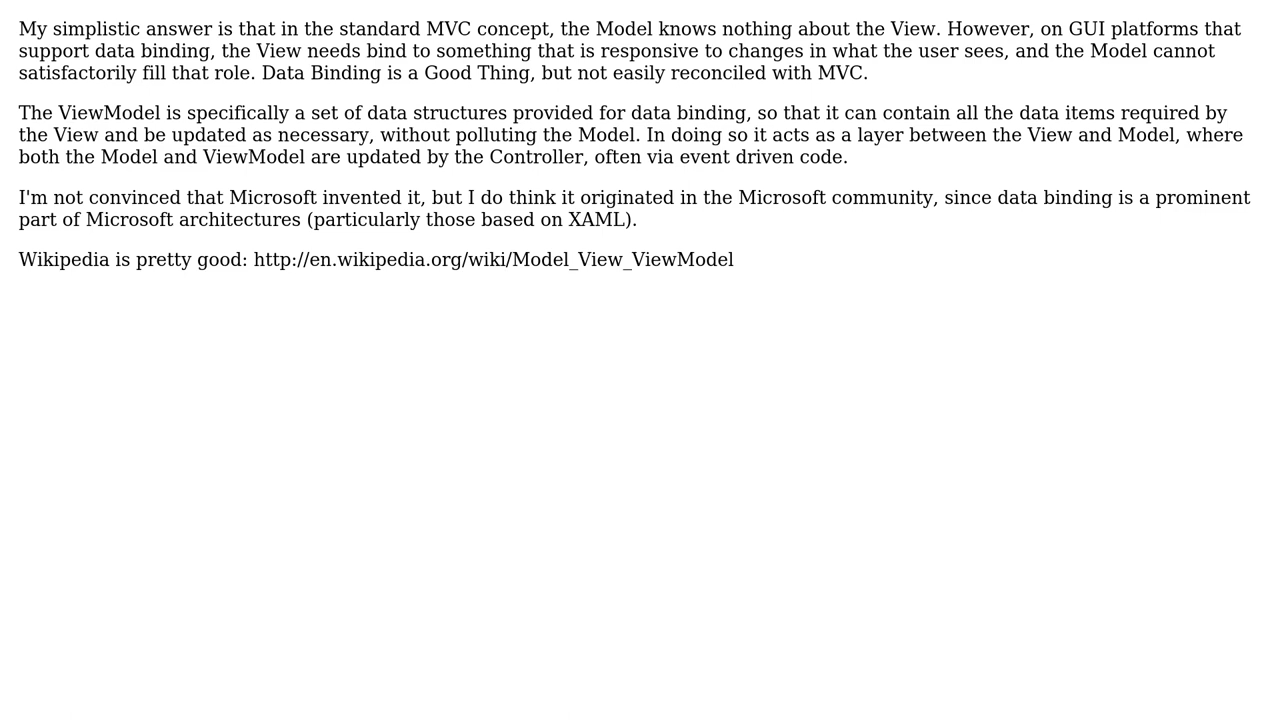 My simplistic answer is that in the standard MVC concept, the Model knows nothing about the View. However, on GUI platforms that
support data binding, the View needs bind to something that is responsive to changes in what the user sees, and the Model cannot
satisfactorily fill that role. Data Binding is a Good Thing, but not easily reconciled with MVC.
The ViewModel is specifically a set of data structures provided for data binding, so that it can contain all the data items required by
the View and be updated as necessary, without polluting the Model. In doing so it acts as a layer between the View and Model, where
both the Model and ViewModel are updated by the Controller, often via event driven code.
I'm not convinced that Microsoft invented it, but I do think it originated in the Microsoft community, since data binding is a prominent
part of Microsoft architectures (particularly those based on XAML).
Wikipedia is pretty good: http://en.wikipedia.org/wiki/Model_View_ViewModel